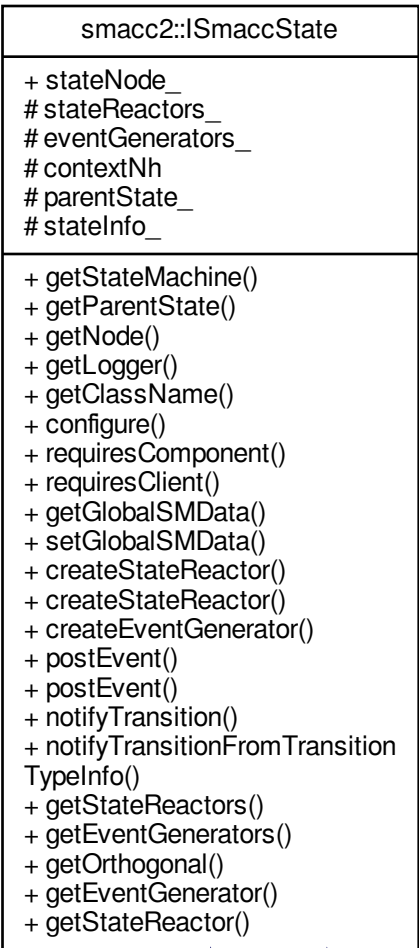 smacc2::ISmaccState
+ stateNode_
# stateReactors_
# eventGenerators_
# contextNh
# parentState_
# stateInfo_
+ getStateMachine()
+ getParentState()
+ getNode()
+ getLogger()
+ getClassName()
+ configure()
+ requiresComponent()
+ requiresClient()
+ getGlobalSMData()
+ setGlobalSMData()
+ createStateReactor()
+ createStateReactor()
+ createEventGenerator()
+ postEvent()
+ postEvent()
+ notifyTransition()
+ notifyTransitionFromTransition
TypeInfo()
+ getStateReactors()
+ getEventGenerators()
+ getOrthogonal()
+ getEventGenerator()
+ getStateReactor()